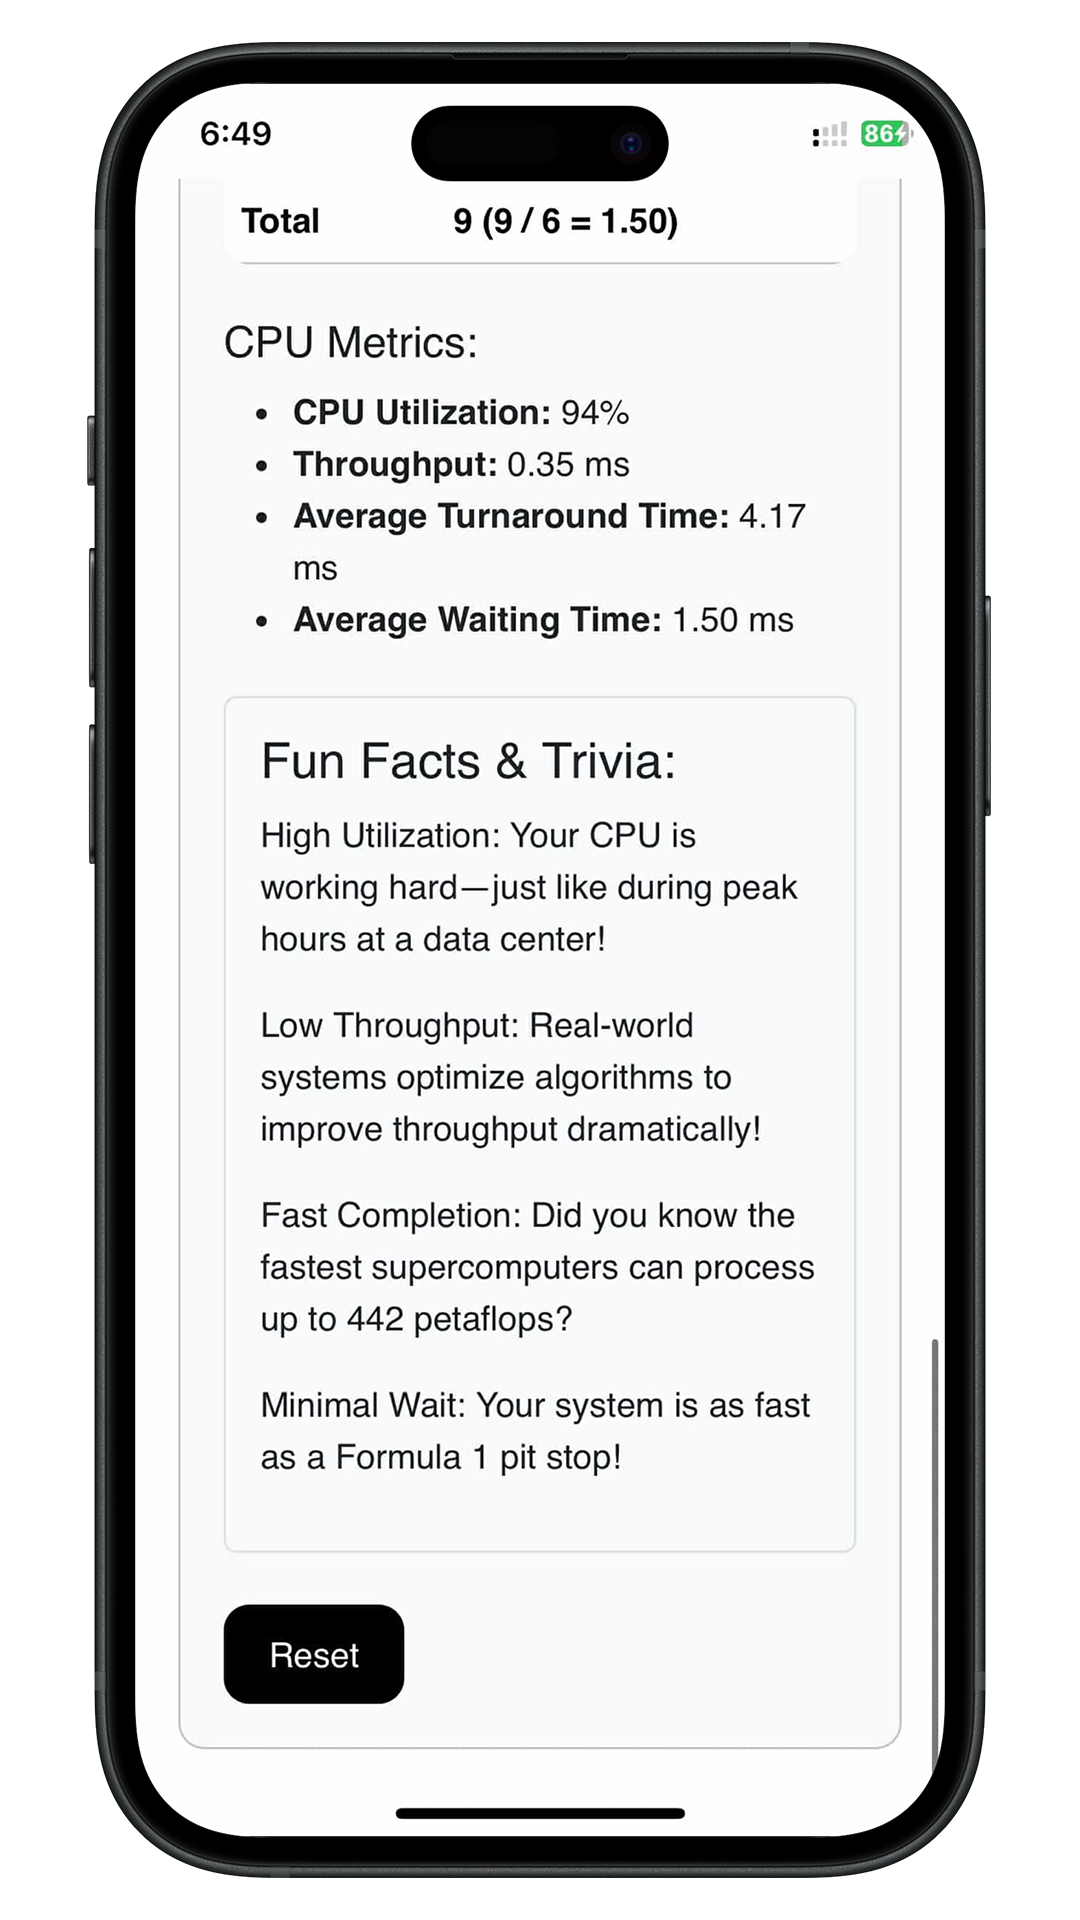 6:49
86
Total 9 (9 / 6 = 1.50)
CPU Metrics:
• CPU Utilization: 94%
• Throughput: 0.35 ms
• Average Turnaround Time: 4.17
ms
• Average Waiting Time: 1.50 ms
Fun Facts & Trivia:
High Utilization: Your CPU is
working hard—just like during peak
hours at a data center!
Low Throughput: Real-world
systems optimize algorithms to
improve throughput dramatically!
Fast Completion: Did you know the
fastest supercomputers can process
up to 442 petaflops?
Minimal Wait: Your system is as fast
as a Formula 1 pit stop!
Reset